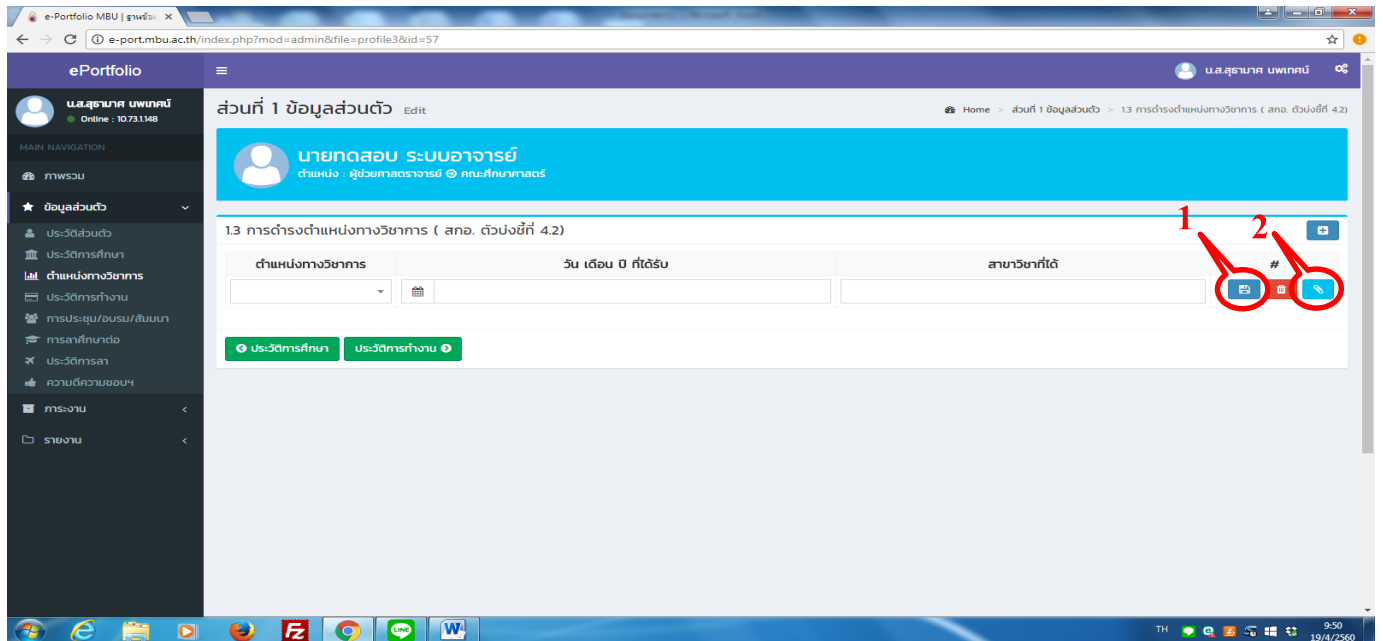 e-Portfolio MBU | ฐานข้อ
e-port.mbu.ac.th/index.php?mod=admin&file=profile3&id=57
ePortfolio
น.ส.สุธามาศ นพเทศน์
น.ส.สุธามาศ นพเทศน์
Online : 10.73.1.148
ส่วนที่ 1 ข้อมูลส่วนตัว Edit
Home > ส่วนที่ 1 ข้อมูลส่วนตัว > 1.3 การดำรงตำแหน่งทางวิชาการ ( สกอ. ตัวบ่งชี้ที่ 4.2)
MAIN NAVIGATION
ภาพรวม
ข้อมูลส่วนตัว
ประวัติส่วนตัว
ประวัติการศึกษา
ตำแหน่งทางวิชาการ
ประวัติการทำงาน
การประชุม/อบรม/สัมมนา
การลาศึกษาต่อ
ประวัติการลา
ความดีความชอบฯ
ภาระงาน
รายงาน
นายทดสอบ ระบบอาจารย์
ตำแหน่ง : ผู้ช่วยศาสตราจารย์ คณะศึกษาศาสตร์
1.3 การดำรงตำแหน่งทางวิชาการ ( สกอ. ตัวบ่งชี้ที่ 4.2)
1
2
ตำแหน่งทางวิชาการ วัน เดือน ปี ที่ได้รับ สาขาวิชาที่ได้ #
ประวัติการศึกษา ประวัติการทำงาน
LINE
TH
9:50
19/4/2560